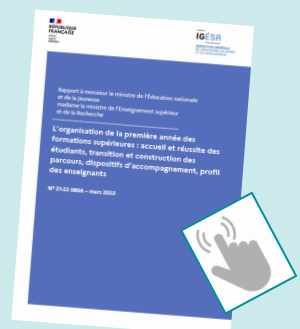 RÉPUBLIQUE
FRANÇAISE
IGÉSR
Rapport à monsieur le ministre de l'Éducation nationale
et de la Jeunesse
madame la ministre de l'Enseignement supérieur
et de la Recherche
L'organisation de la première année des
formations supérieures : accueil et réussite des
étudiants, transition et construction des
parcours, dispositifs d'accompagnement, profil
des enseignants
N° 21-22 080A – mars 2023